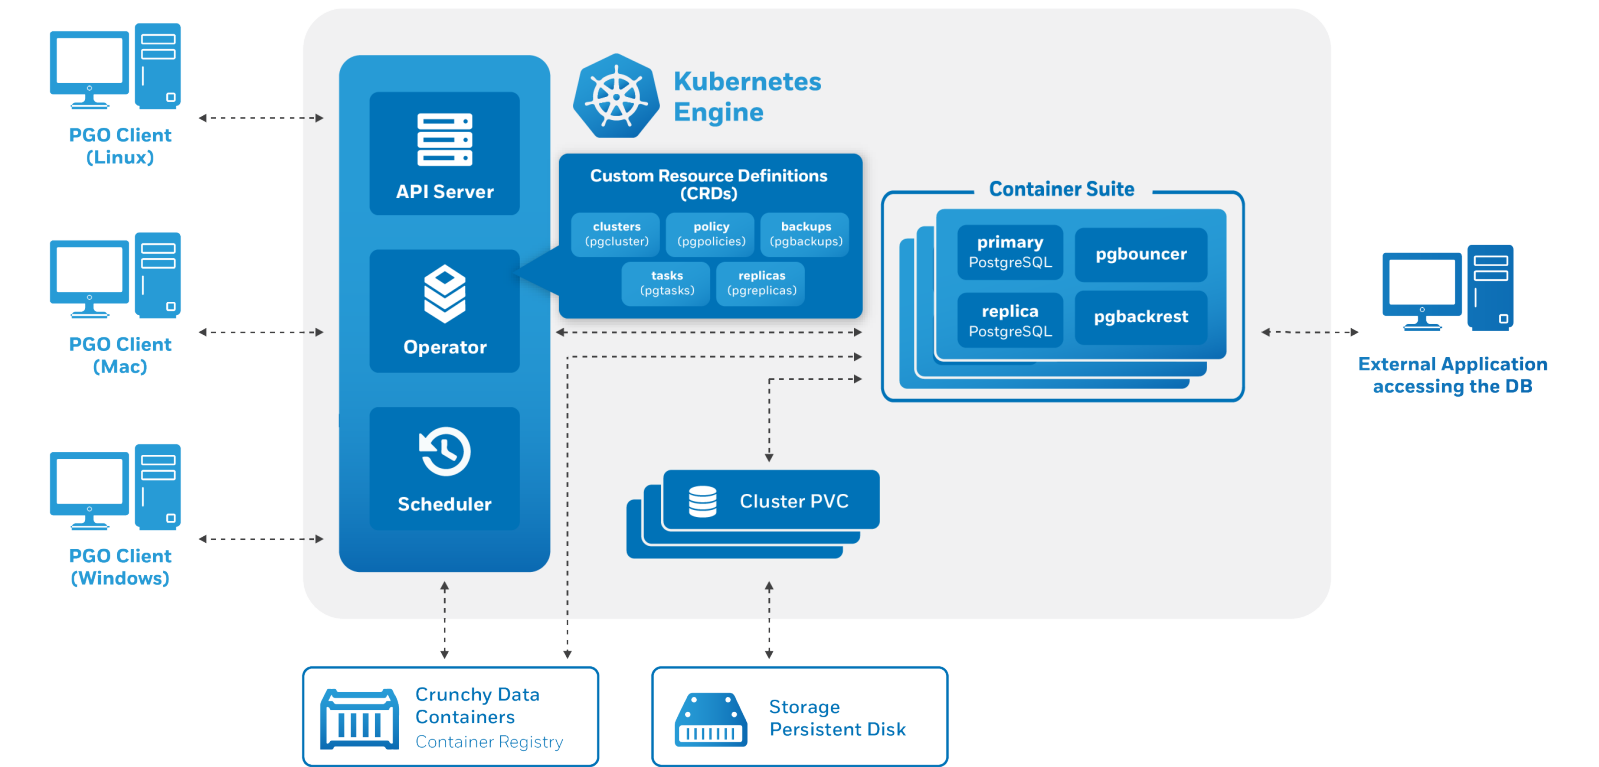 PGO Client
(Linux)
PGO Client
(Mac)
PGO Client
(Windows)
API Server
Operator
Scheduler
Kubernetes
Engine
Custom Resource Definitions
(CRDs)
clusters
(pgcluster)
policy
(pgpolicies)
backups
(pgbackups)
tasks
(pgtasks)
replicas
(pgreplicas)
Container Suite
primary
PostgreSQL
pgbouncer
replica
PostgreSQL
pgbackrest
External Application
accessing the DB
Cluster PVC
Crunchy Data
Containers
Container Registry
Storage
Persistent Disk